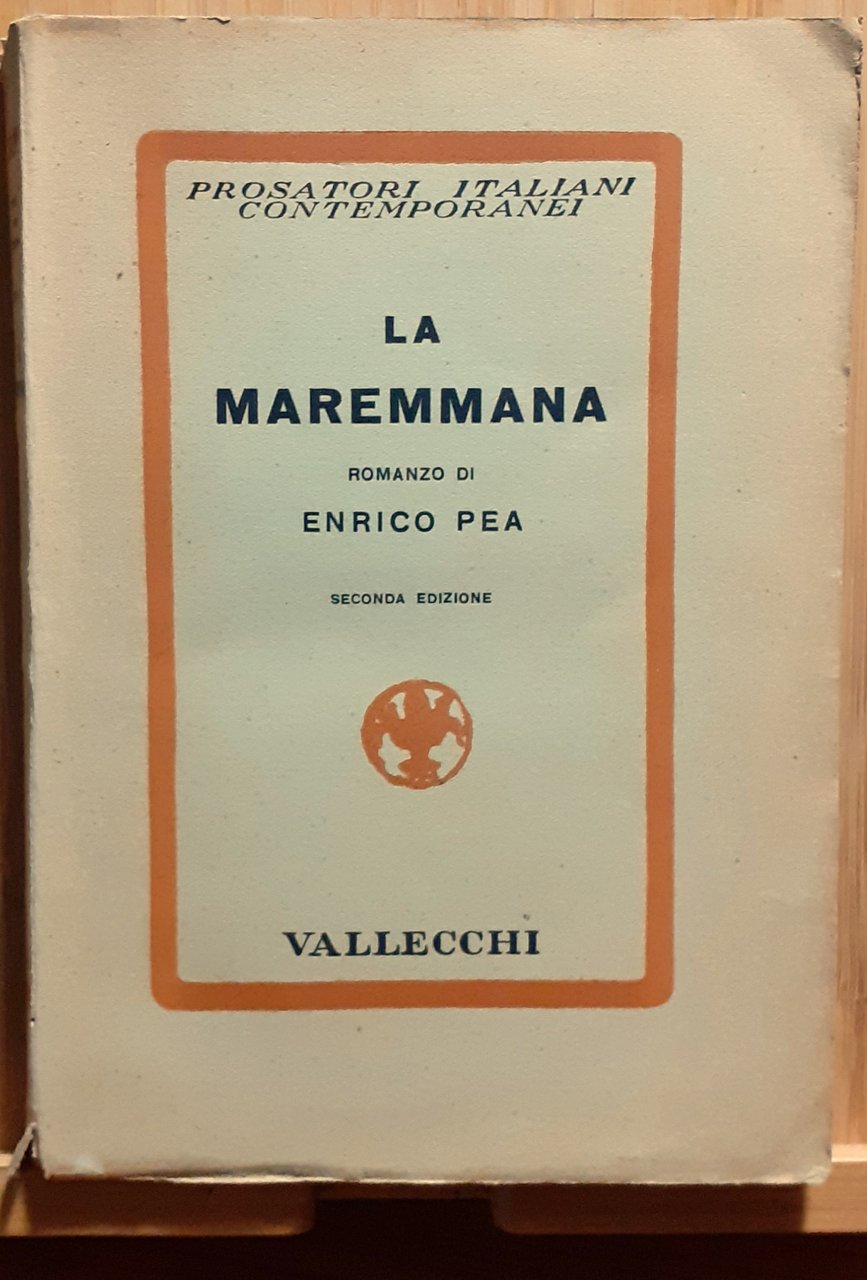 PROSATORI ITALIANI
CONTEMPORANEI
LA
MAREMMANA
ROMANZO DI
ENRICO PEA
SECONDA EDIZIONE
VALLECCHI